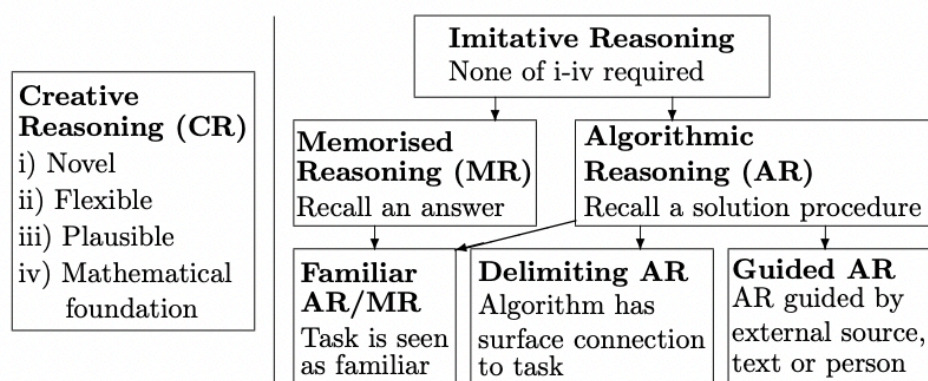 Creative
Reasoning (CR)
i) Novel
ii) Flexible
iii) Plausible
iv) Mathematical
foundation
Imitative Reasoning
None of i-iv required
Memorised
Reasoning (MR)
Recall an answer
Algorithmic
Reasoning (AR)
Recall a solution procedure
Familiar
AR/MR
Task is seen
as familiar
Delimiting AR
Algorithm has
surface connection
to task
Guided AR
AR guided by
external source,
text or person